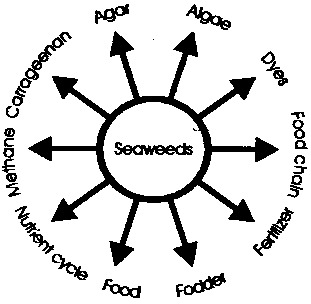 Agar
Algae
Dyes
Food chain
Fertilizer
Fodder
Food
Nutrient cycle
Methane
Carrageenan
Seaweeds